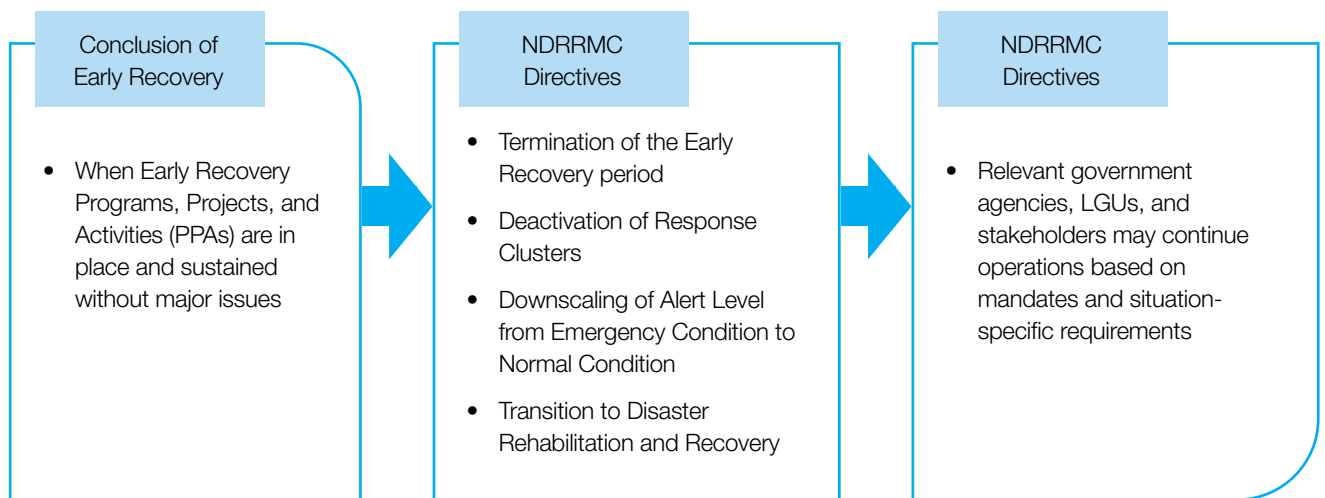 Conclusion of
Early Recovery
• When Early Recovery
Programs, Projects, and
Activities (PPAs) are in
place and sustained
without major issues
NDRRMC
Directives
• Termination of the Early
Recovery period
• Deactivation of Response
Clusters
• Downscaling of Alert Level
from Emergency Condition to
Normal Condition
• Transition to Disaster
Rehabilitation and Recovery
NDRRMC
Directives
• Relevant government
agencies, LGUs, and
stakeholders may continue
operations based on
mandates and situation-
specific requirements